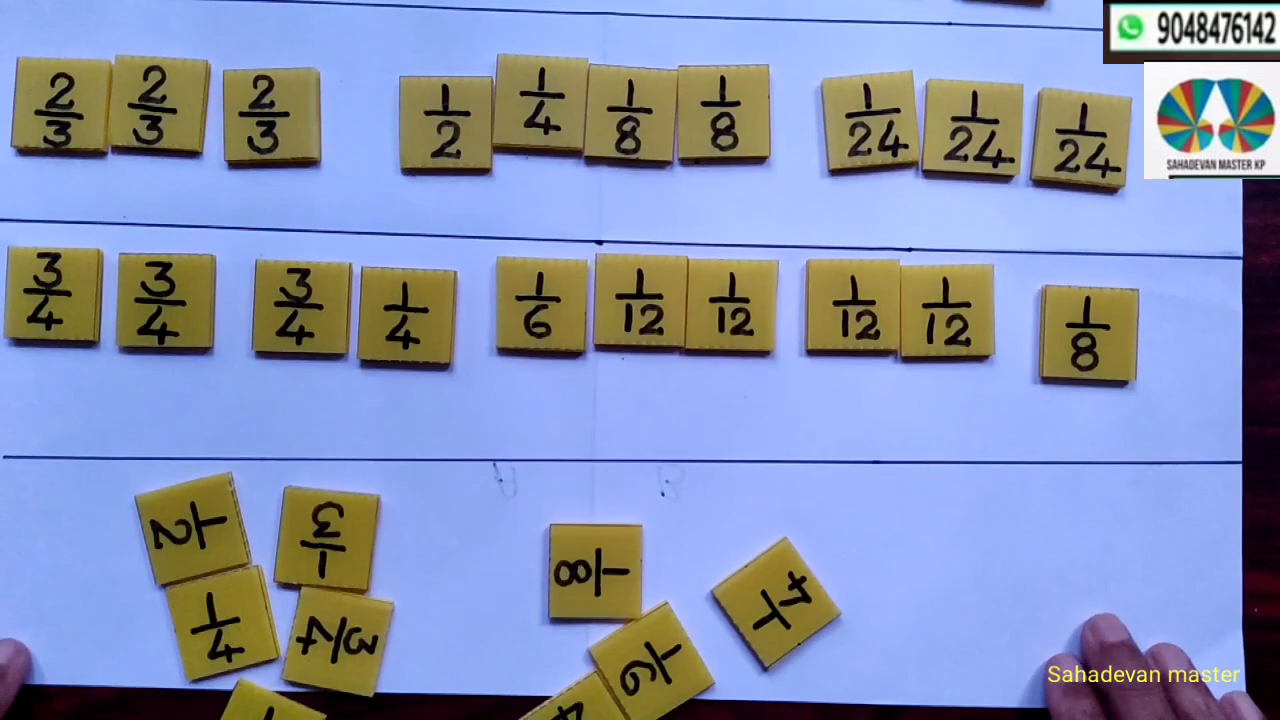 9048476142
SAHADEVAN MASTER KP
2/3 2/3 2/3 1/2 1/4 1/8 1/8 1/24 1/24 1/24
3/4 3/4 3/4 1/4 1/6 1/12 1/12 1/12 1/12 1/8
A B
1/2 1/3 1/8 1/4
1/4 3/4 1/6
Sahadevan master